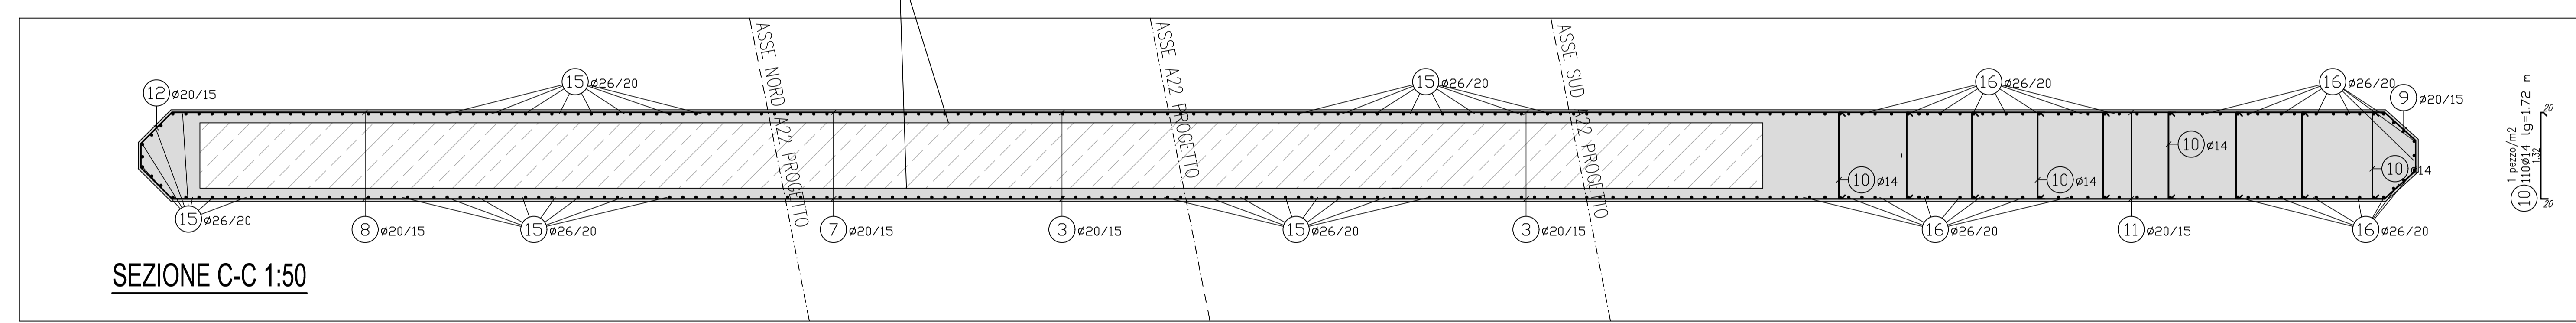 15 ø26/20
15 ø26/20
16 ø26/20
16 ø26/20
12 ø20/15
9 ø20/15
ASSE NORD A22 PROGETTO
ASSE A22 PROGETTO
ASSE SUD A22 PROGETTO
10 ø14
10 ø14
10 ø14
10 ø14
15 ø26/20
8 ø20/15
15 ø26/20
7 ø20/15
3 ø20/15
15 ø26/20
3 ø20/15
16 ø26/20
11 ø20/15
16 ø26/20
1 pezzo/m2
10 110ø14 lg=1.72 m
1.32
20
20
SEZIONE C-C 1:50